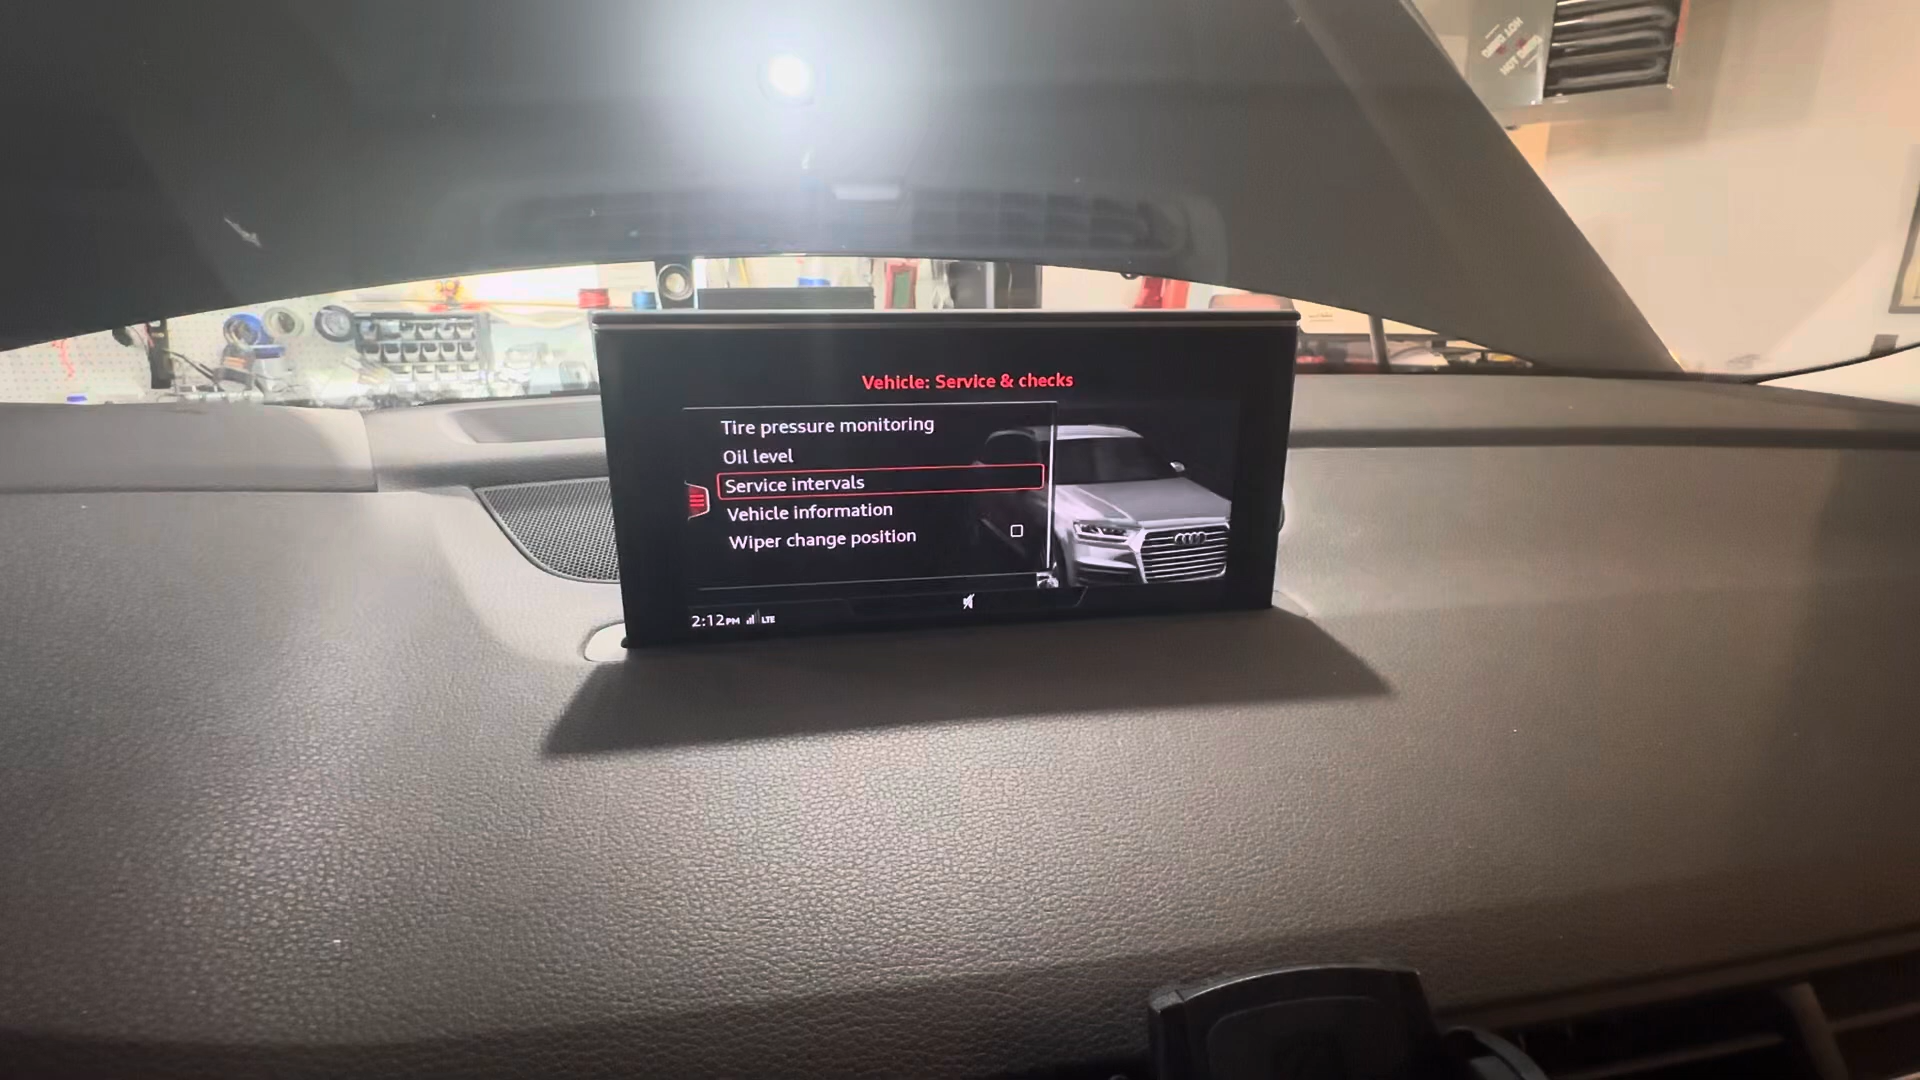 Vehicle: Service & checks
Tire pressure monitoring
Oil level
Service intervals
Vehicle information
Wiper change position
2:12PM LTE